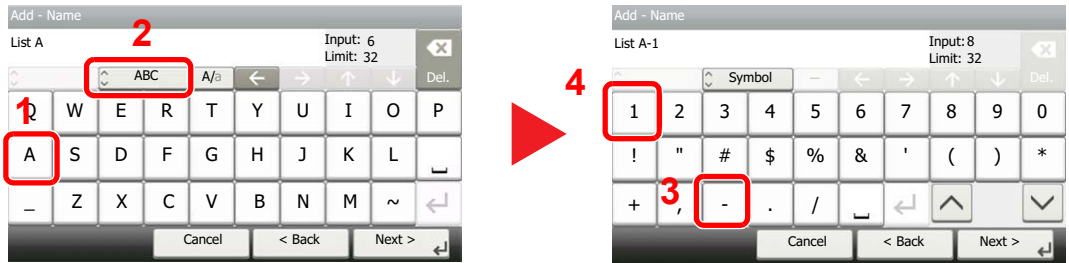 Add - Name
List A
2
Input: 6
Limit: 32
ABC
A/a
← → ↑ ↓
Del.
1
Q W E R T Y U I O P
A S D F G H J K L ⎵
_ Z X C V B N M ~ ↵
Cancel
< Back
Next > ↵
Add - Name
List A-1
Input: 8
Limit: 32
4
Symbol
← → ↑ ↓
Del.
1 2 3 4 5 6 7 8 9 0
! " # $ % & ' ( ) *
3
+ , - . / ⎵ ↵
Cancel
< Back
Next > ↵